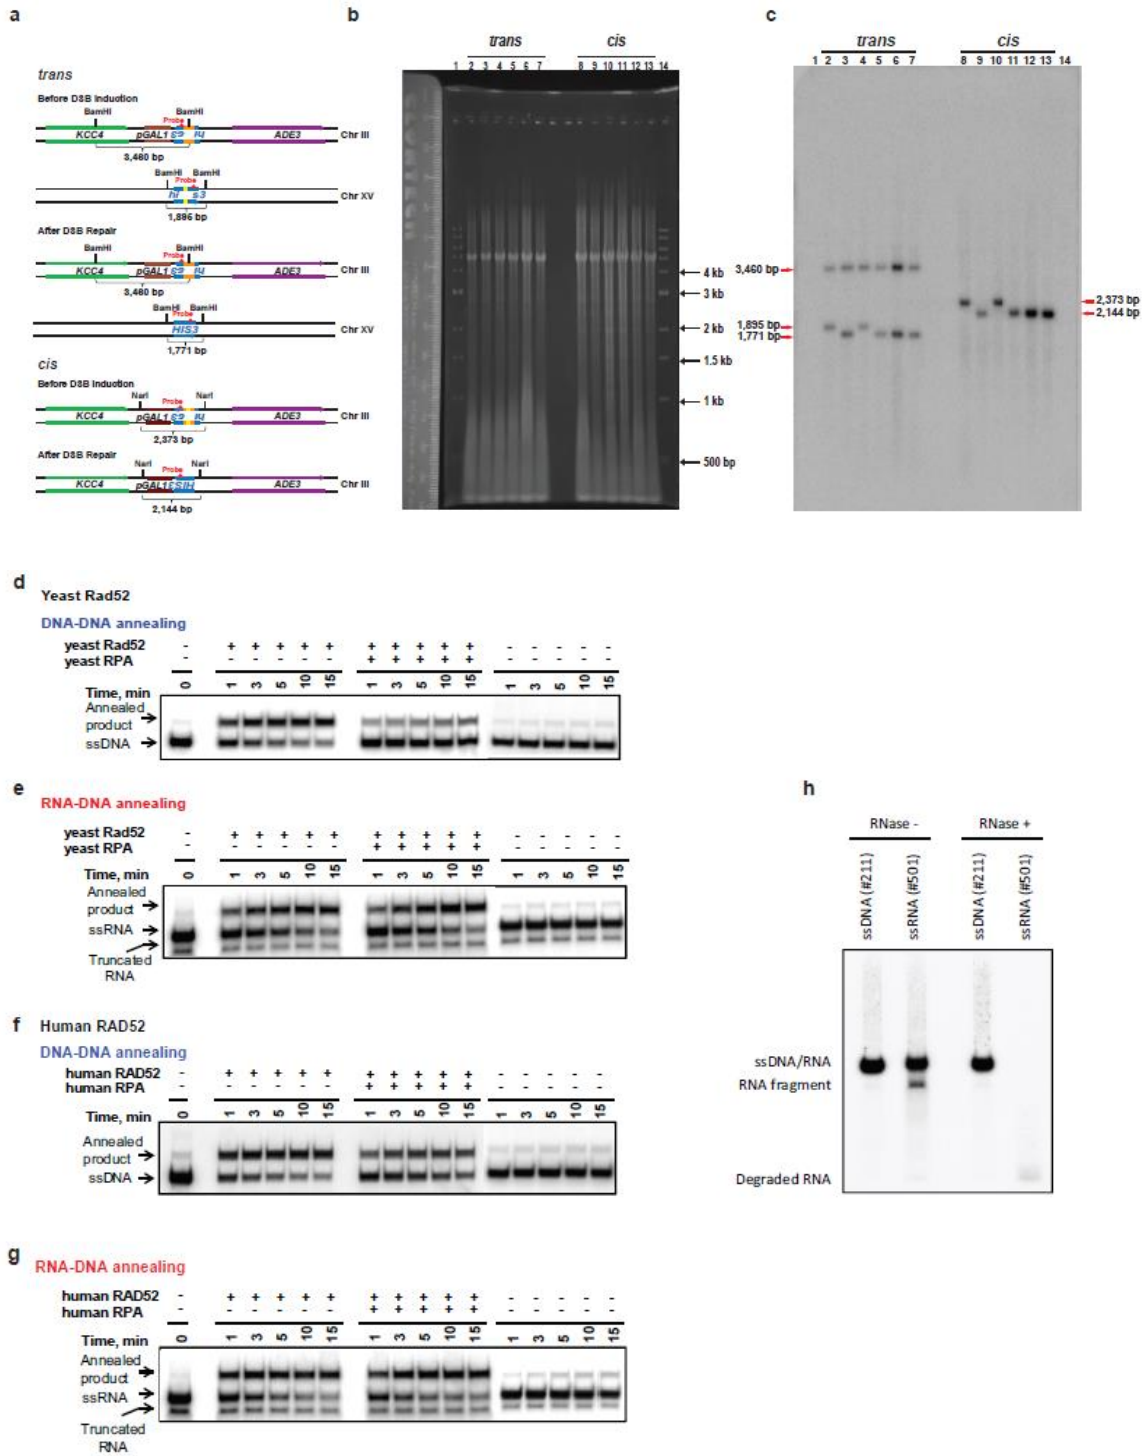 a
trans
Before DSB Induction
BamHI BamHI
Probe
KCC4 pGAL1 ADE3 Chr III
3,460 bp
BamHI BamHI
Probe
hi s3 Chr XV
1,895 bp
After DSB Repair
BamHI BamHI
Probe
KCC4 pGAL1 ADE3 Chr III
3,460 bp
BamHI BamHI
Probe
HIS3 Chr XV
1,771 bp
cis
Before DSB Induction
NarI NarI
Probe
KCC4 pGAL1 ADE3 Chr III
2,373 bp
After DSB Repair
NarI NarI
Probe
KCC4 pGAL1 HIS3 ADE3 Chr III
2,144 bp
b
trans cis
1 2 3 4 5 6 7 8 9 10 11 12 13 14
4 kb
3 kb
2 kb
1.5 kb
1 kb
500 bp
c
trans cis
1 2 3 4 5 6 7 8 9 10 11 12 13 14
3,460 bp
1,895 bp
1,771 bp
2,373 bp
2,144 bp
d
Yeast Rad52
DNA-DNA annealing
yeast Rad52 - + + + + + + + + + + - - - - -
yeast RPA - - - - - - + + + + + - - - - -
Time, min 0 1 3 5 10 15 1 3 5 10 15 1 3 5 10 15
Annealed
product
ssDNA
e
RNA-DNA annealing
yeast Rad52 - + + + + + + + + + + - - - - -
yeast RPA - - - - - - + + + + + - - - - -
Time, min 0 1 3 5 10 15 1 3 5 10 15 1 3 5 10 15
Annealed
product
ssRNA
Truncated
RNA
f
Human RAD52
DNA-DNA annealing
human RAD52 - + + + + + + + + + + - - - - -
human RPA - - - - - - + + + + + - - - - -
Time, min 0 1 3 5 10 15 1 3 5 10 15 1 3 5 10 15
Annealed
product
ssDNA
g
RNA-DNA annealing
human RAD52 - + + + + + + + + + + - - - - -
human RPA - - - - - - + + + + + - - - - -
Time, min 0 1 3 5 10 15 1 3 5 10 15 1 3 5 10 15
Annealed
product
ssRNA
Truncated
RNA
h
RNase - RNase +
ssDNA (#211) ssRNA (#501) ssDNA (#211) ssRNA (#501)
ssDNA/RNA
RNA fragment
Degraded RNA